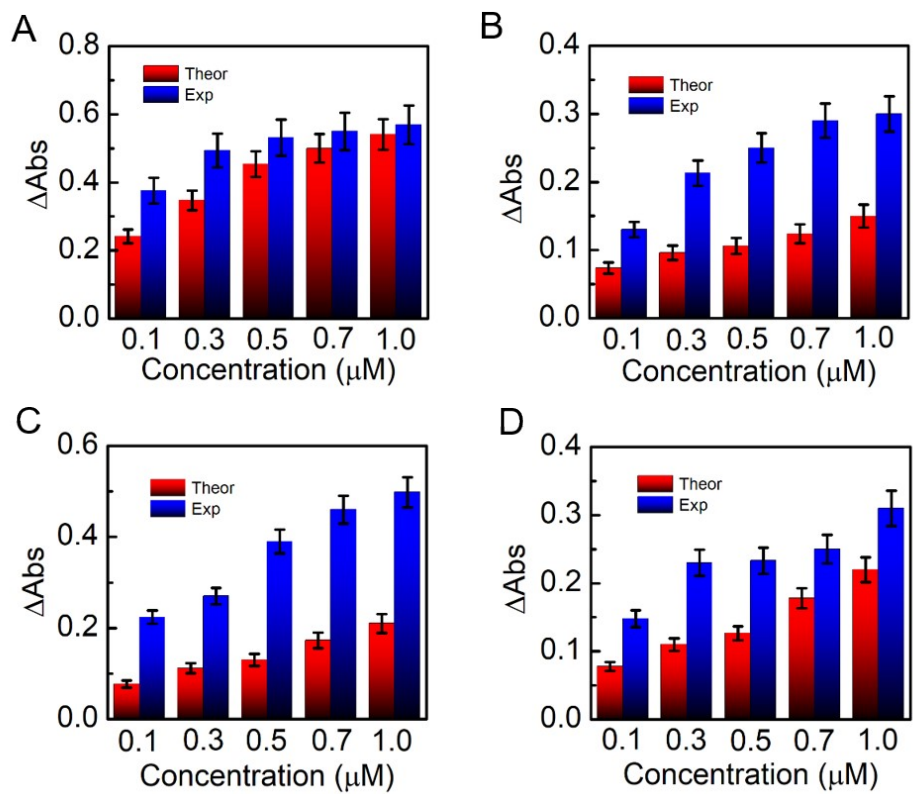 A
0.8
0.6
0.4
0.2
0.0
ΔAbs
Theor
Exp
0.1 0.3 0.5 0.7 1.0
Concentration (μM)
B
0.4
0.3
0.2
0.1
0.0
ΔAbs
Theor
Exp
0.1 0.3 0.5 0.7 1.0
Concentration (μM)
C
0.6
0.4
0.2
0.0
ΔAbs
Theor
Exp
0.1 0.3 0.5 0.7 1.0
Concentration (μM)
D
0.4
0.3
0.2
0.1
0.0
ΔAbs
Theor
Exp
0.1 0.3 0.5 0.7 1.0
Concentration (μM)